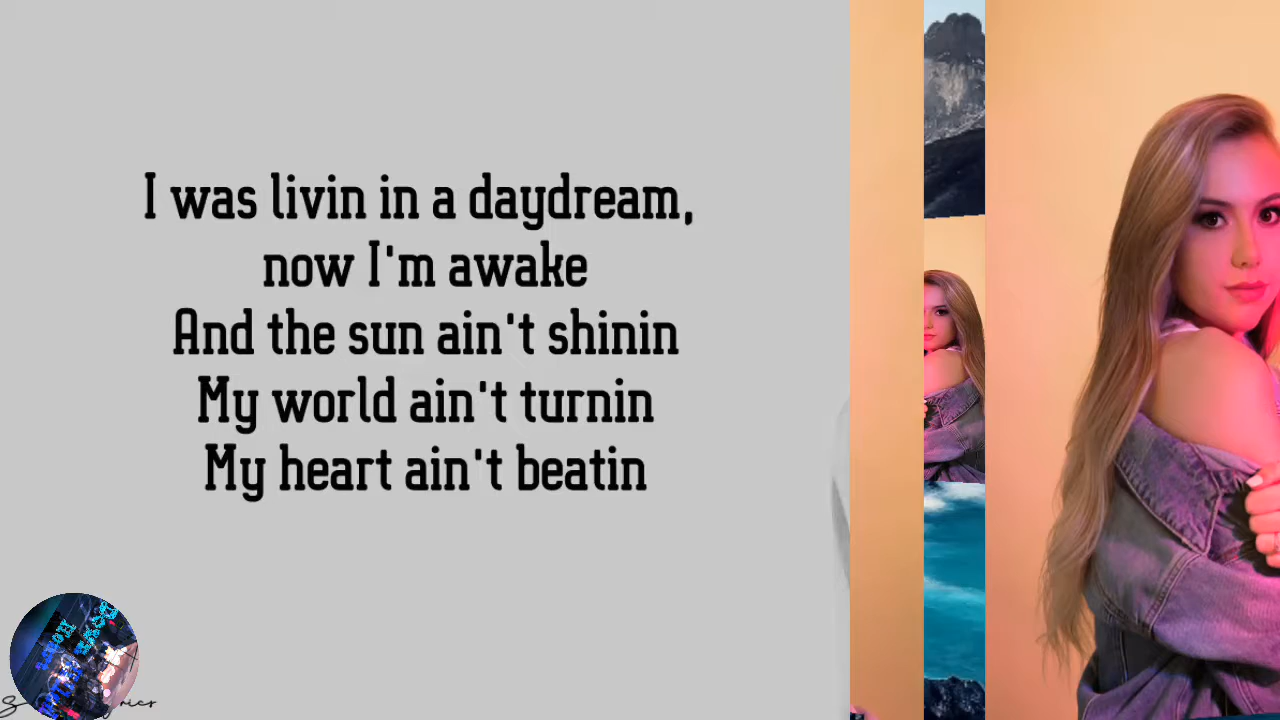 I was livin in a daydream,
now I'm awake
And the sun ain't shinin
My world ain't turnin
My heart ain't beatin